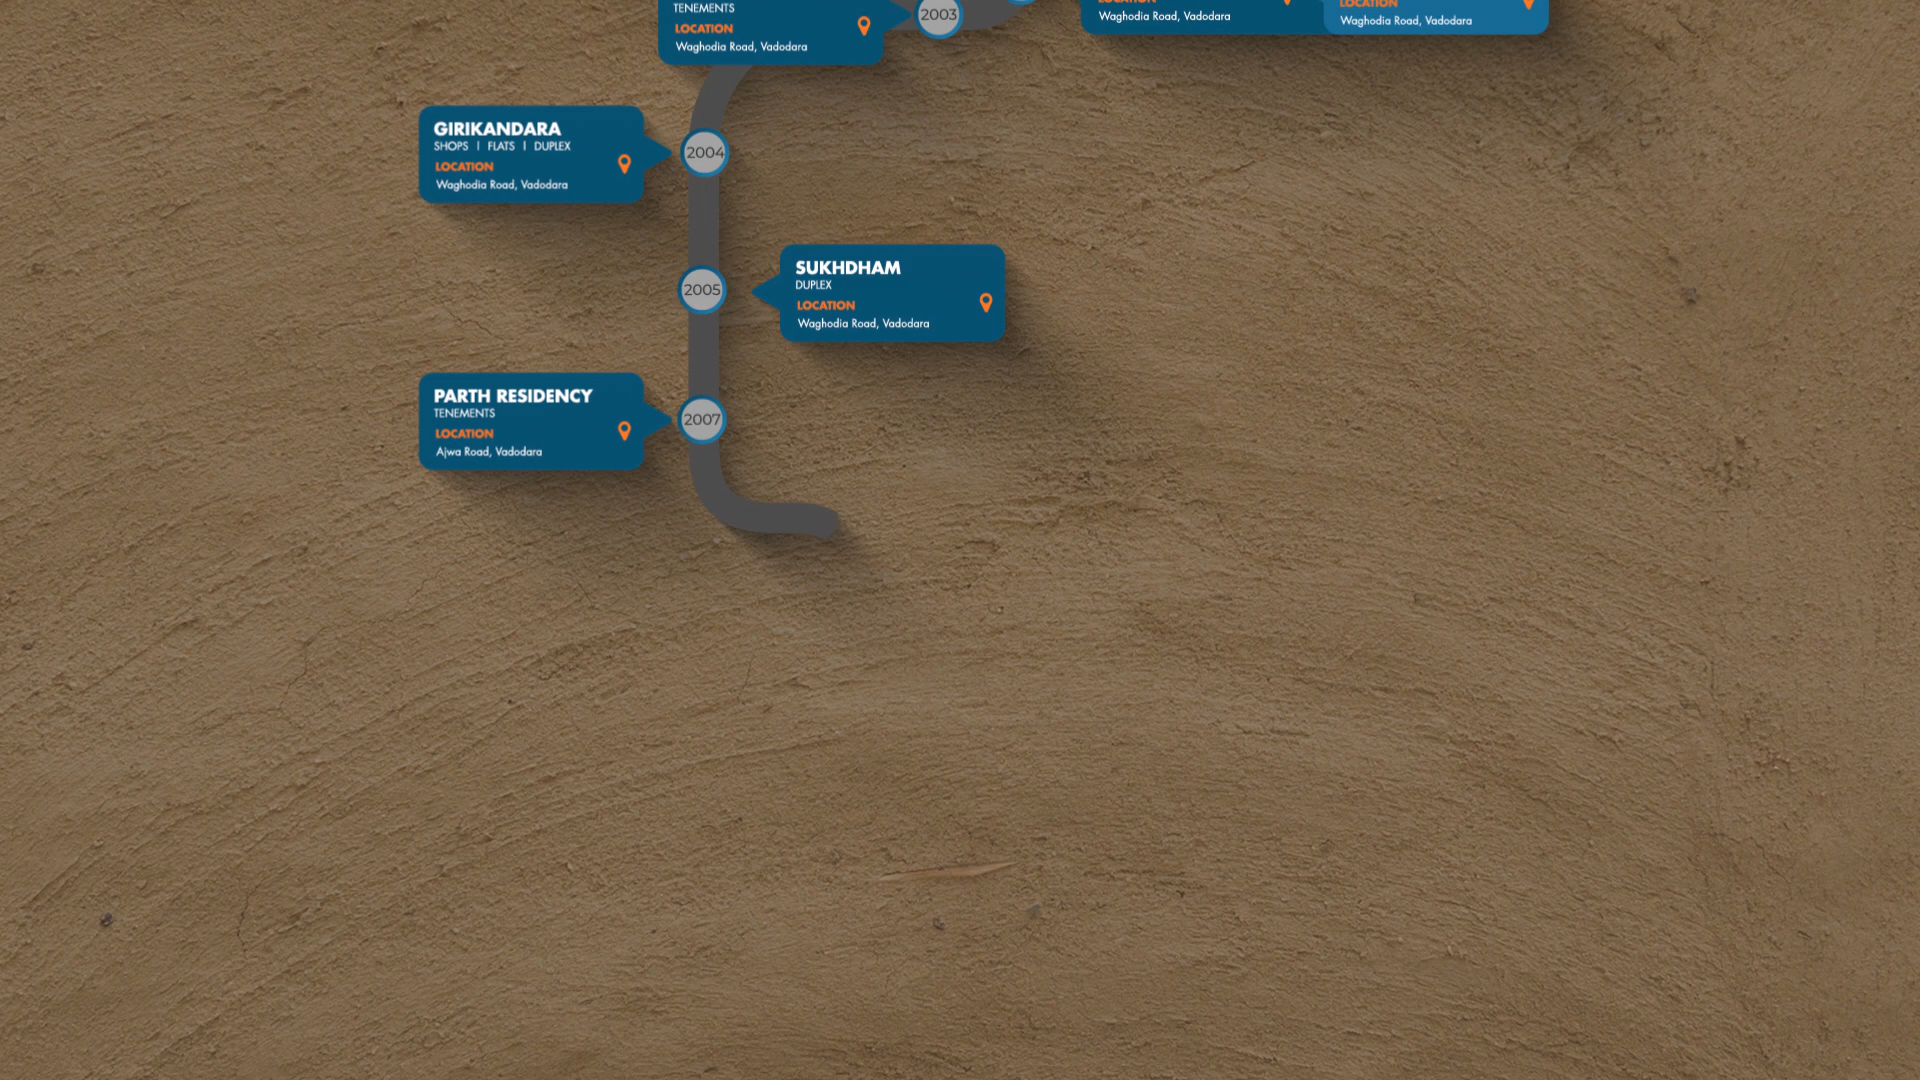 TENEMENTS
LOCATION
Waghodia Road, Vadodara
2003
LOCATION
Waghodia Road, Vadodara
LOCATION
Waghodia Road, Vadodara
GIRIKANDARA
SHOPS | FLATS | DUPLEX
LOCATION
Waghodia Road, Vadodara
2004
2005
SUKHDHAM
DUPLEX
LOCATION
Waghodia Road, Vadodara
PARTH RESIDENCY
TENEMENTS
LOCATION
Ajwa Road, Vadodara
2007